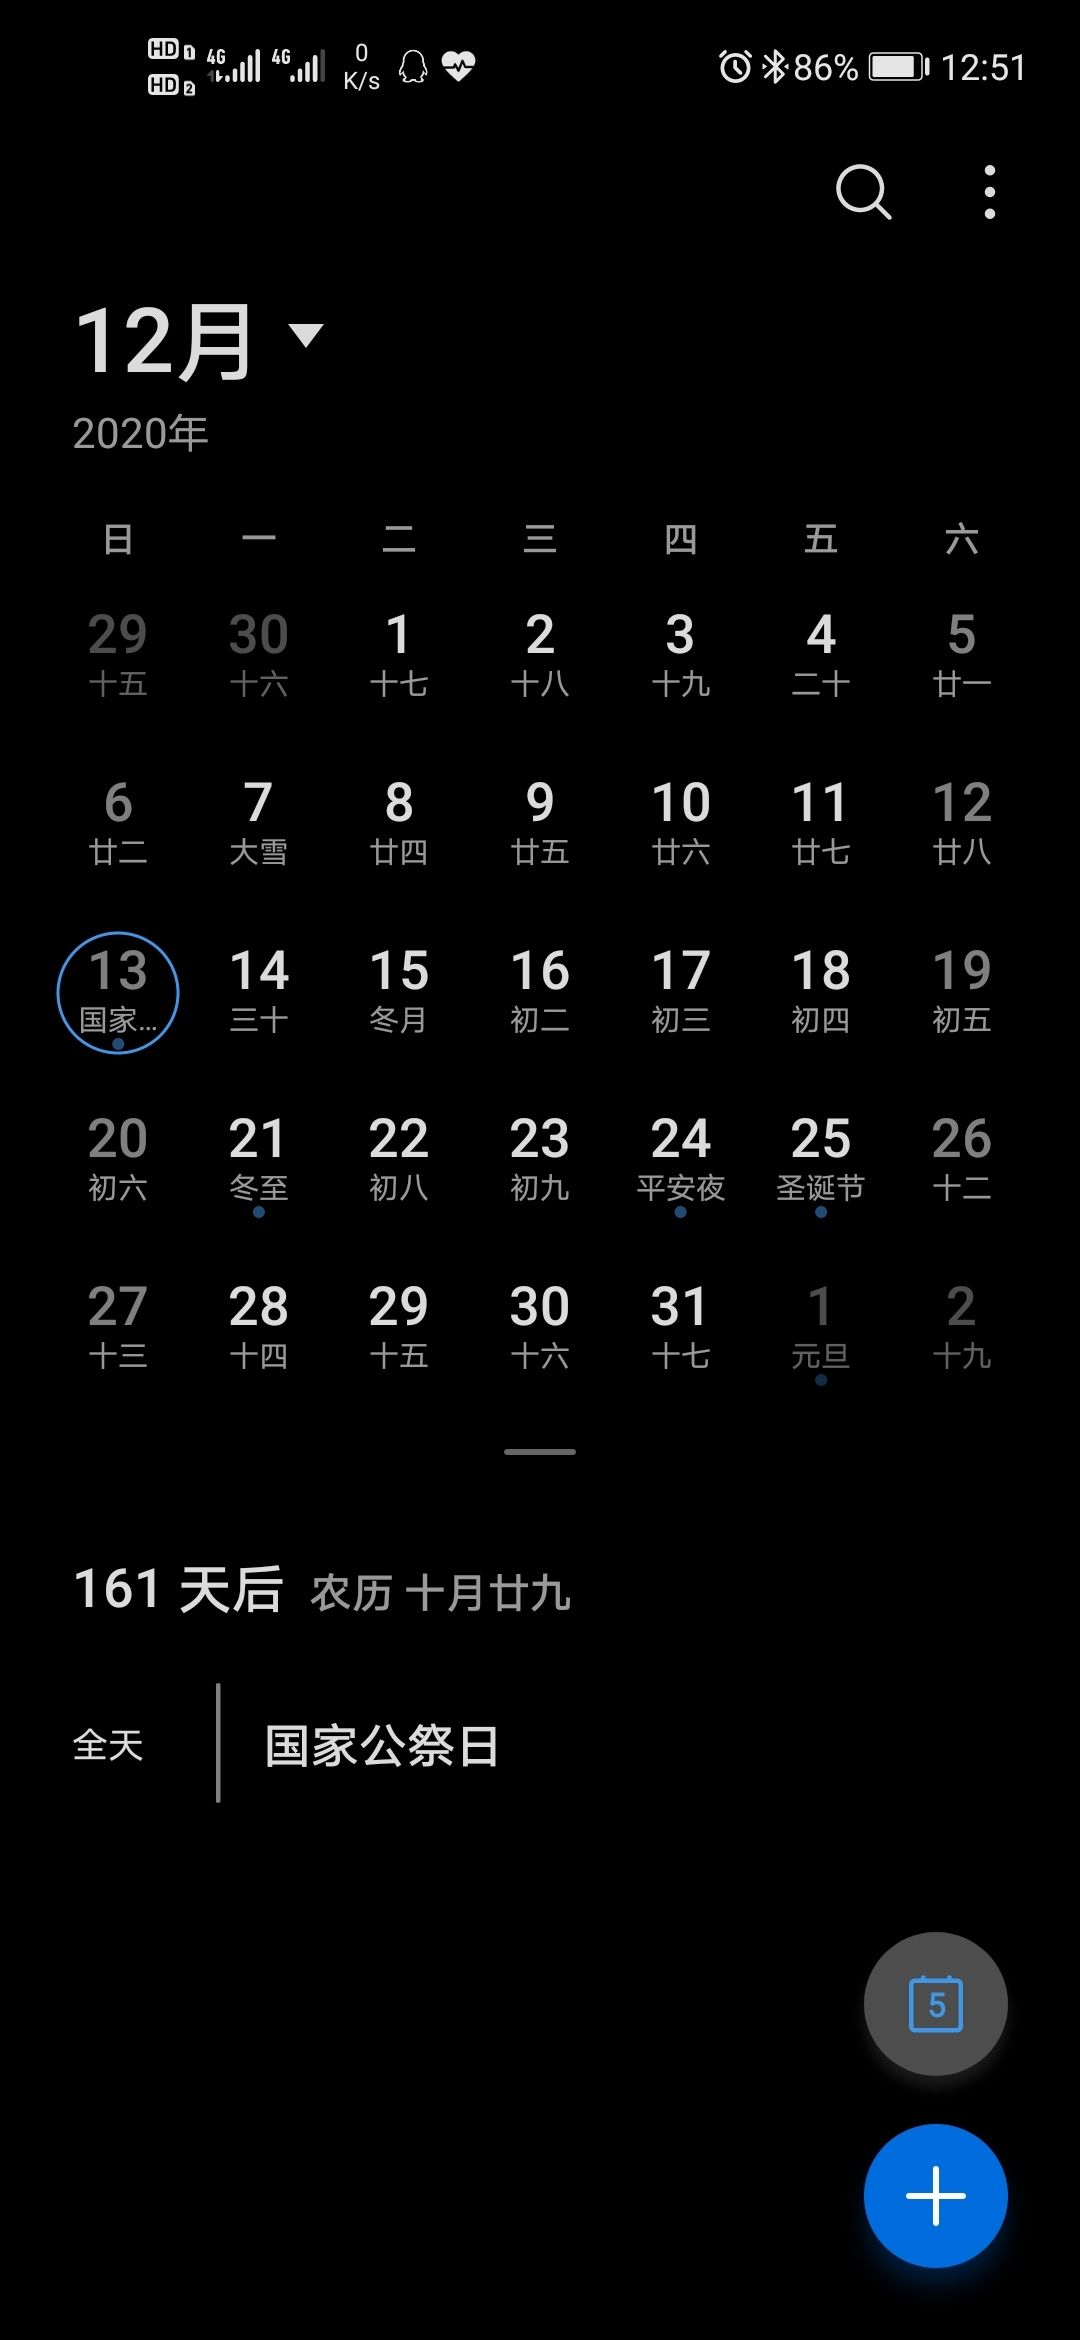 HD 1 4G 4G 0 K/s 86% 12:51
HD 2
12月
2020年
日 一 二 三 四 五 六
29 30 1 2 3 4 5
十五 十六 十七 十八 十九 二十 廿一
6 7 8 9 10 11 12
廿二 大雪 廿四 廿五 廿六 廿七 廿八
13 14 15 16 17 18 19
国家... 三十 冬月 初二 初三 初四 初五
20 21 22 23 24 25 26
初六 冬至 初八 初九 平安夜 圣诞节 十二
27 28 29 30 31 1 2
十三 十四 十五 十六 十七 元旦 十九
161 天后 农历 十月廿九
全天 国家公祭日
5